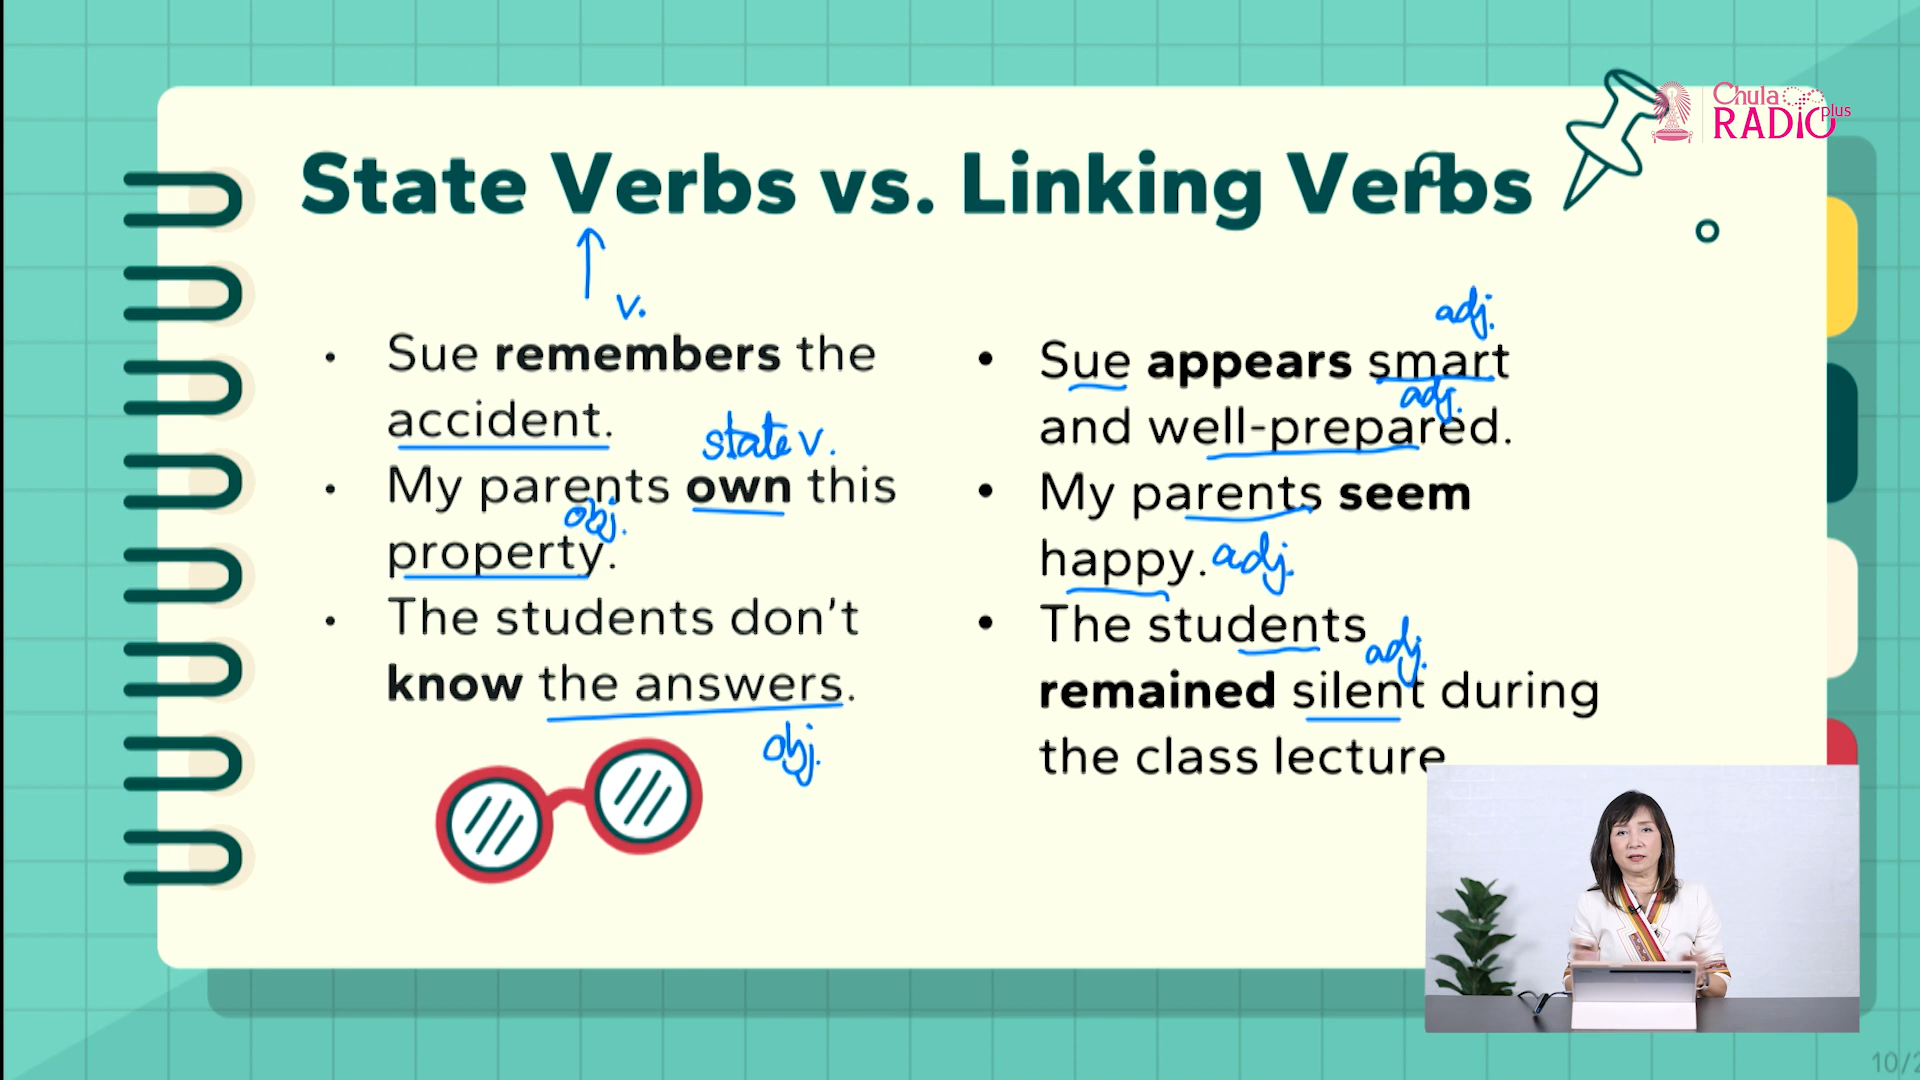 Chula
RADIO plus
State Verbs vs. Linking Verbs
v.
• Sue remembers the
accident.
state v.
• My parents own this
obj.
property.
• The students don't
know the answers.
obj.
adj.
• Sue appears smart
adj.
and well-prepared.
• My parents seem
happy. adj.
• The students
adj.
remained silent during
the class lecture
10/2